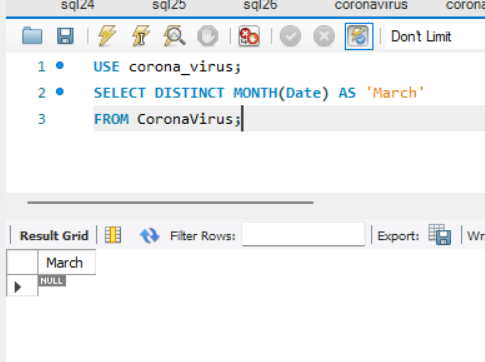 sql24 sql25 sql26 coronavirus corona
Don't Limit
1 USE corona_virus;
2 SELECT DISTINCT MONTH(Date) AS 'March'
3 FROM CoronaVirus;
Result Grid Filter Rows: Export: Wr
March
NULL